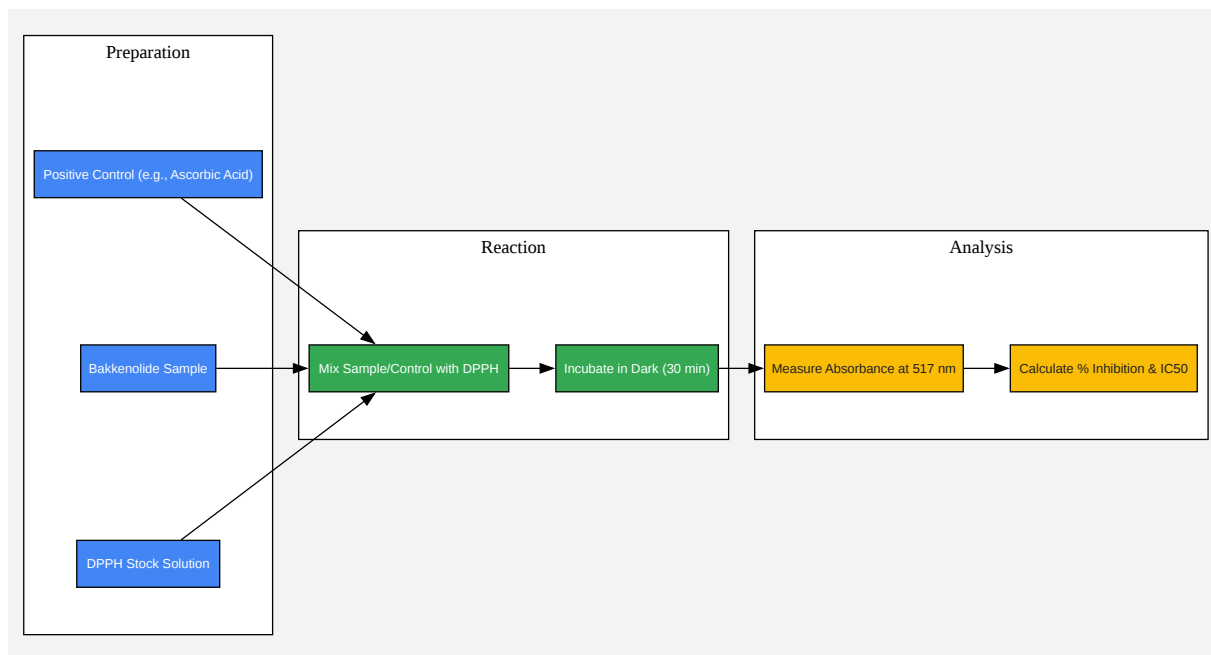 Preparation
Positive Control (e.g., Ascorbic Acid)
Bakkenolide Sample
DPPH Stock Solution
Reaction
Mix Sample/Control with DPPH
Incubate in Dark (30 min)
Analysis
Measure Absorbance at 517 nm
Calculate % Inhibition & IC50